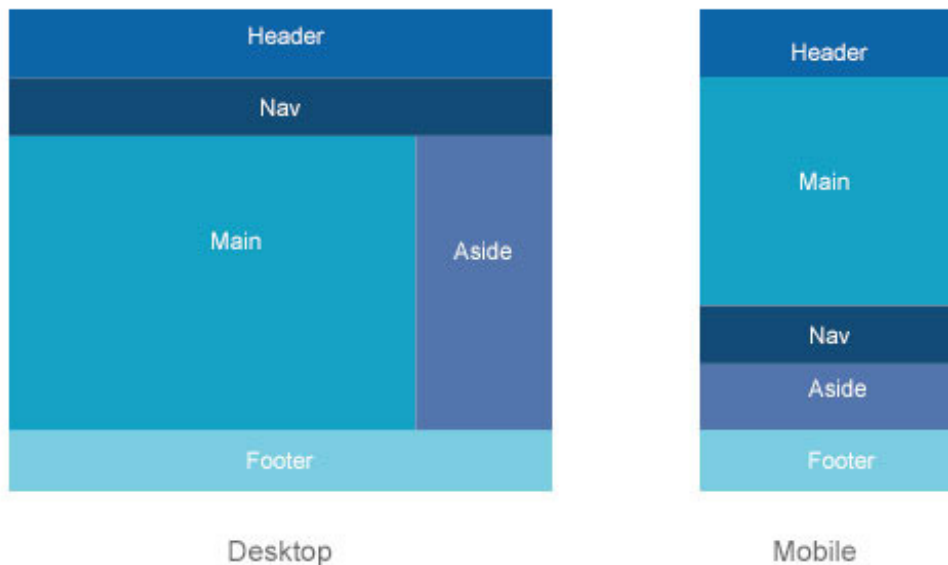 Header
Nav
Main
Aside
Footer
Desktop
Header
Main
Nav
Aside
Footer
Mobile